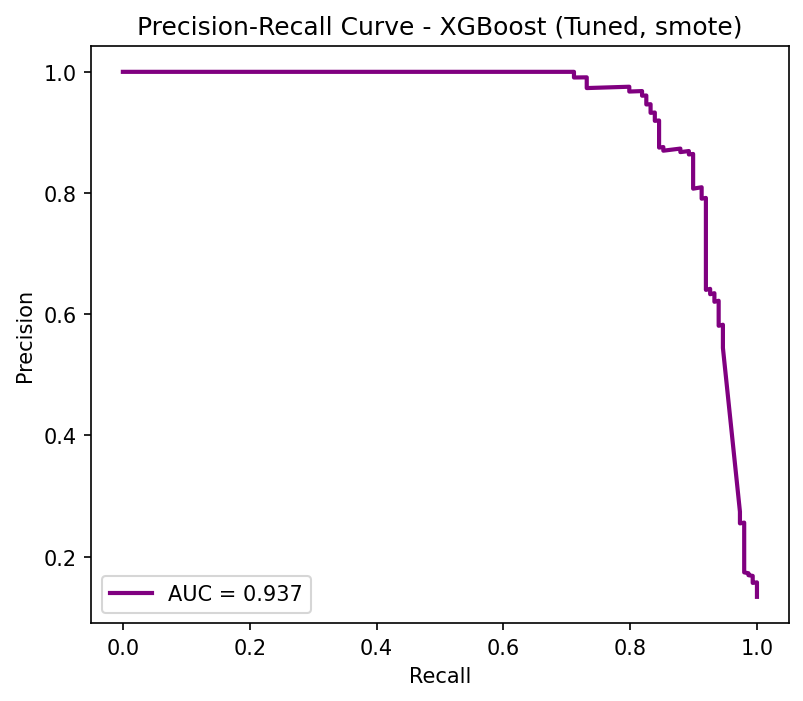 Precision-Recall Curve - XGBoost (Tuned, smote)
1.0
0.8
0.6
0.4
0.2
Precision
AUC = 0.937
0.0 0.2 0.4 0.6 0.8 1.0
Recall